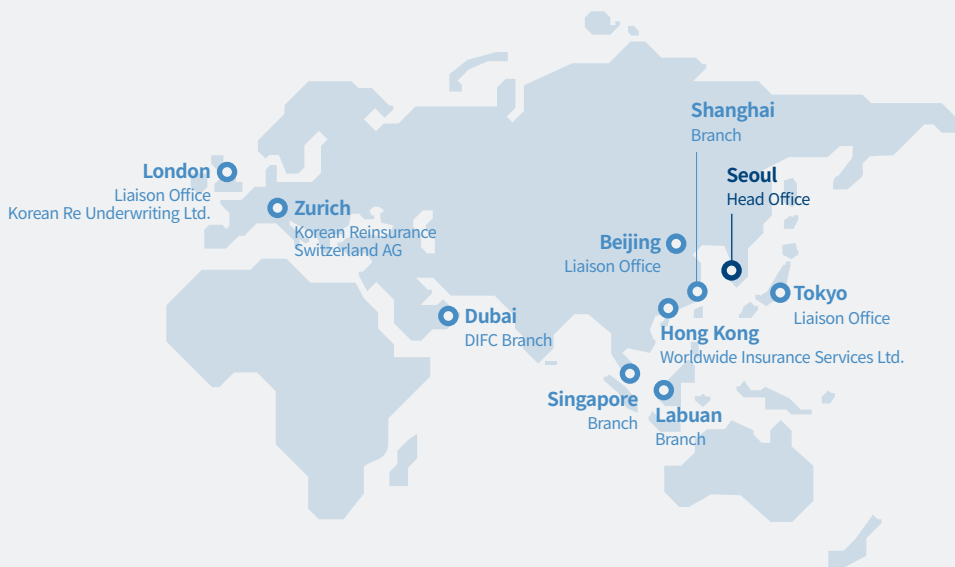 Shanghai
Branch
Seoul
Head Office
London
Liaison Office
Korean Re Underwriting Ltd.
Zurich
Korean Reinsurance
Switzerland AG
Beijing
Liaison Office
Tokyo
Liaison Office
Dubai
DIFC Branch
Hong Kong
Worldwide Insurance Services Ltd.
Singapore
Branch
Labuan
Branch